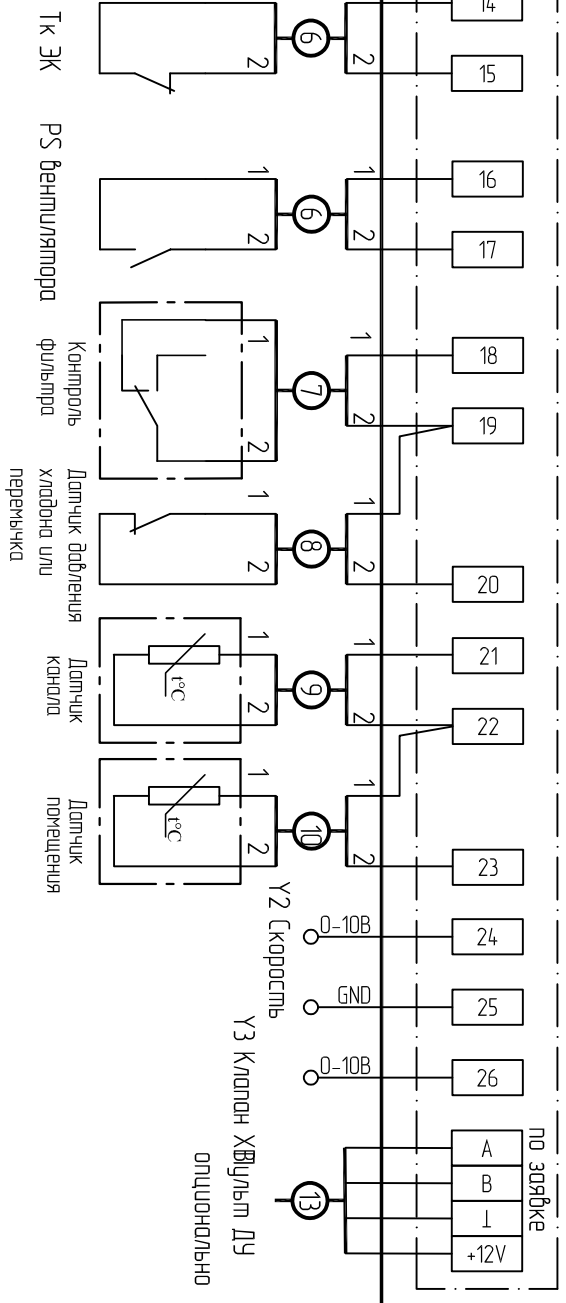 14
15
16
17
18
19
20
21
22
23
24
25
26
по заявке
A
B
⊥
+12V
1
2
1
2
1
2
1
2
1
2
1
2
2
0-10В
GND
0-10В
6
6
7
8
9
10
13
2
1
2
1
2
1
2
1
2
1
2
t°C
t°C
Тк ЭК
PS вентилятора
Контроль
фильтра
Датчик давления
хладона или
перемычка
Датчик
канала
Датчик
помещения
Y2 Скорость
Y3 Клапан ХВ
Пульт ДУ
опционально